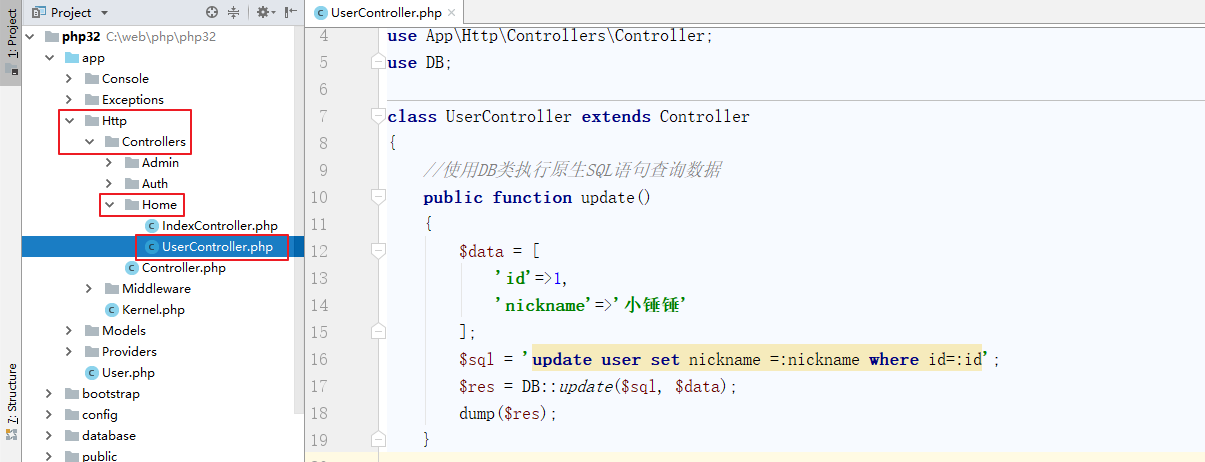 1: Project
7: Structure
Project
php32 C:\web\php\php32
app
Console
Exceptions
Http
Controllers
Admin
Auth
Home
IndexController.php
UserController.php
Controller.php
Middleware
Kernel.php
Models
Providers
User.php
bootstrap
config
database
public
UserController.php
4 use App\Http\Controllers\Controller;
5 use DB;
6
7 class UserController extends Controller
8 {
9 //使用DB类执行原生SQL语句查询数据
10 public function update()
11 {
12 $data = [
13 'id'=>1,
14 'nickname'=>'小锤锤'
15 ];
16 $sql = 'update user set nickname =:nickname where id=:id';
17 $res = DB::update($sql, $data);
18 dump($res);
19 }